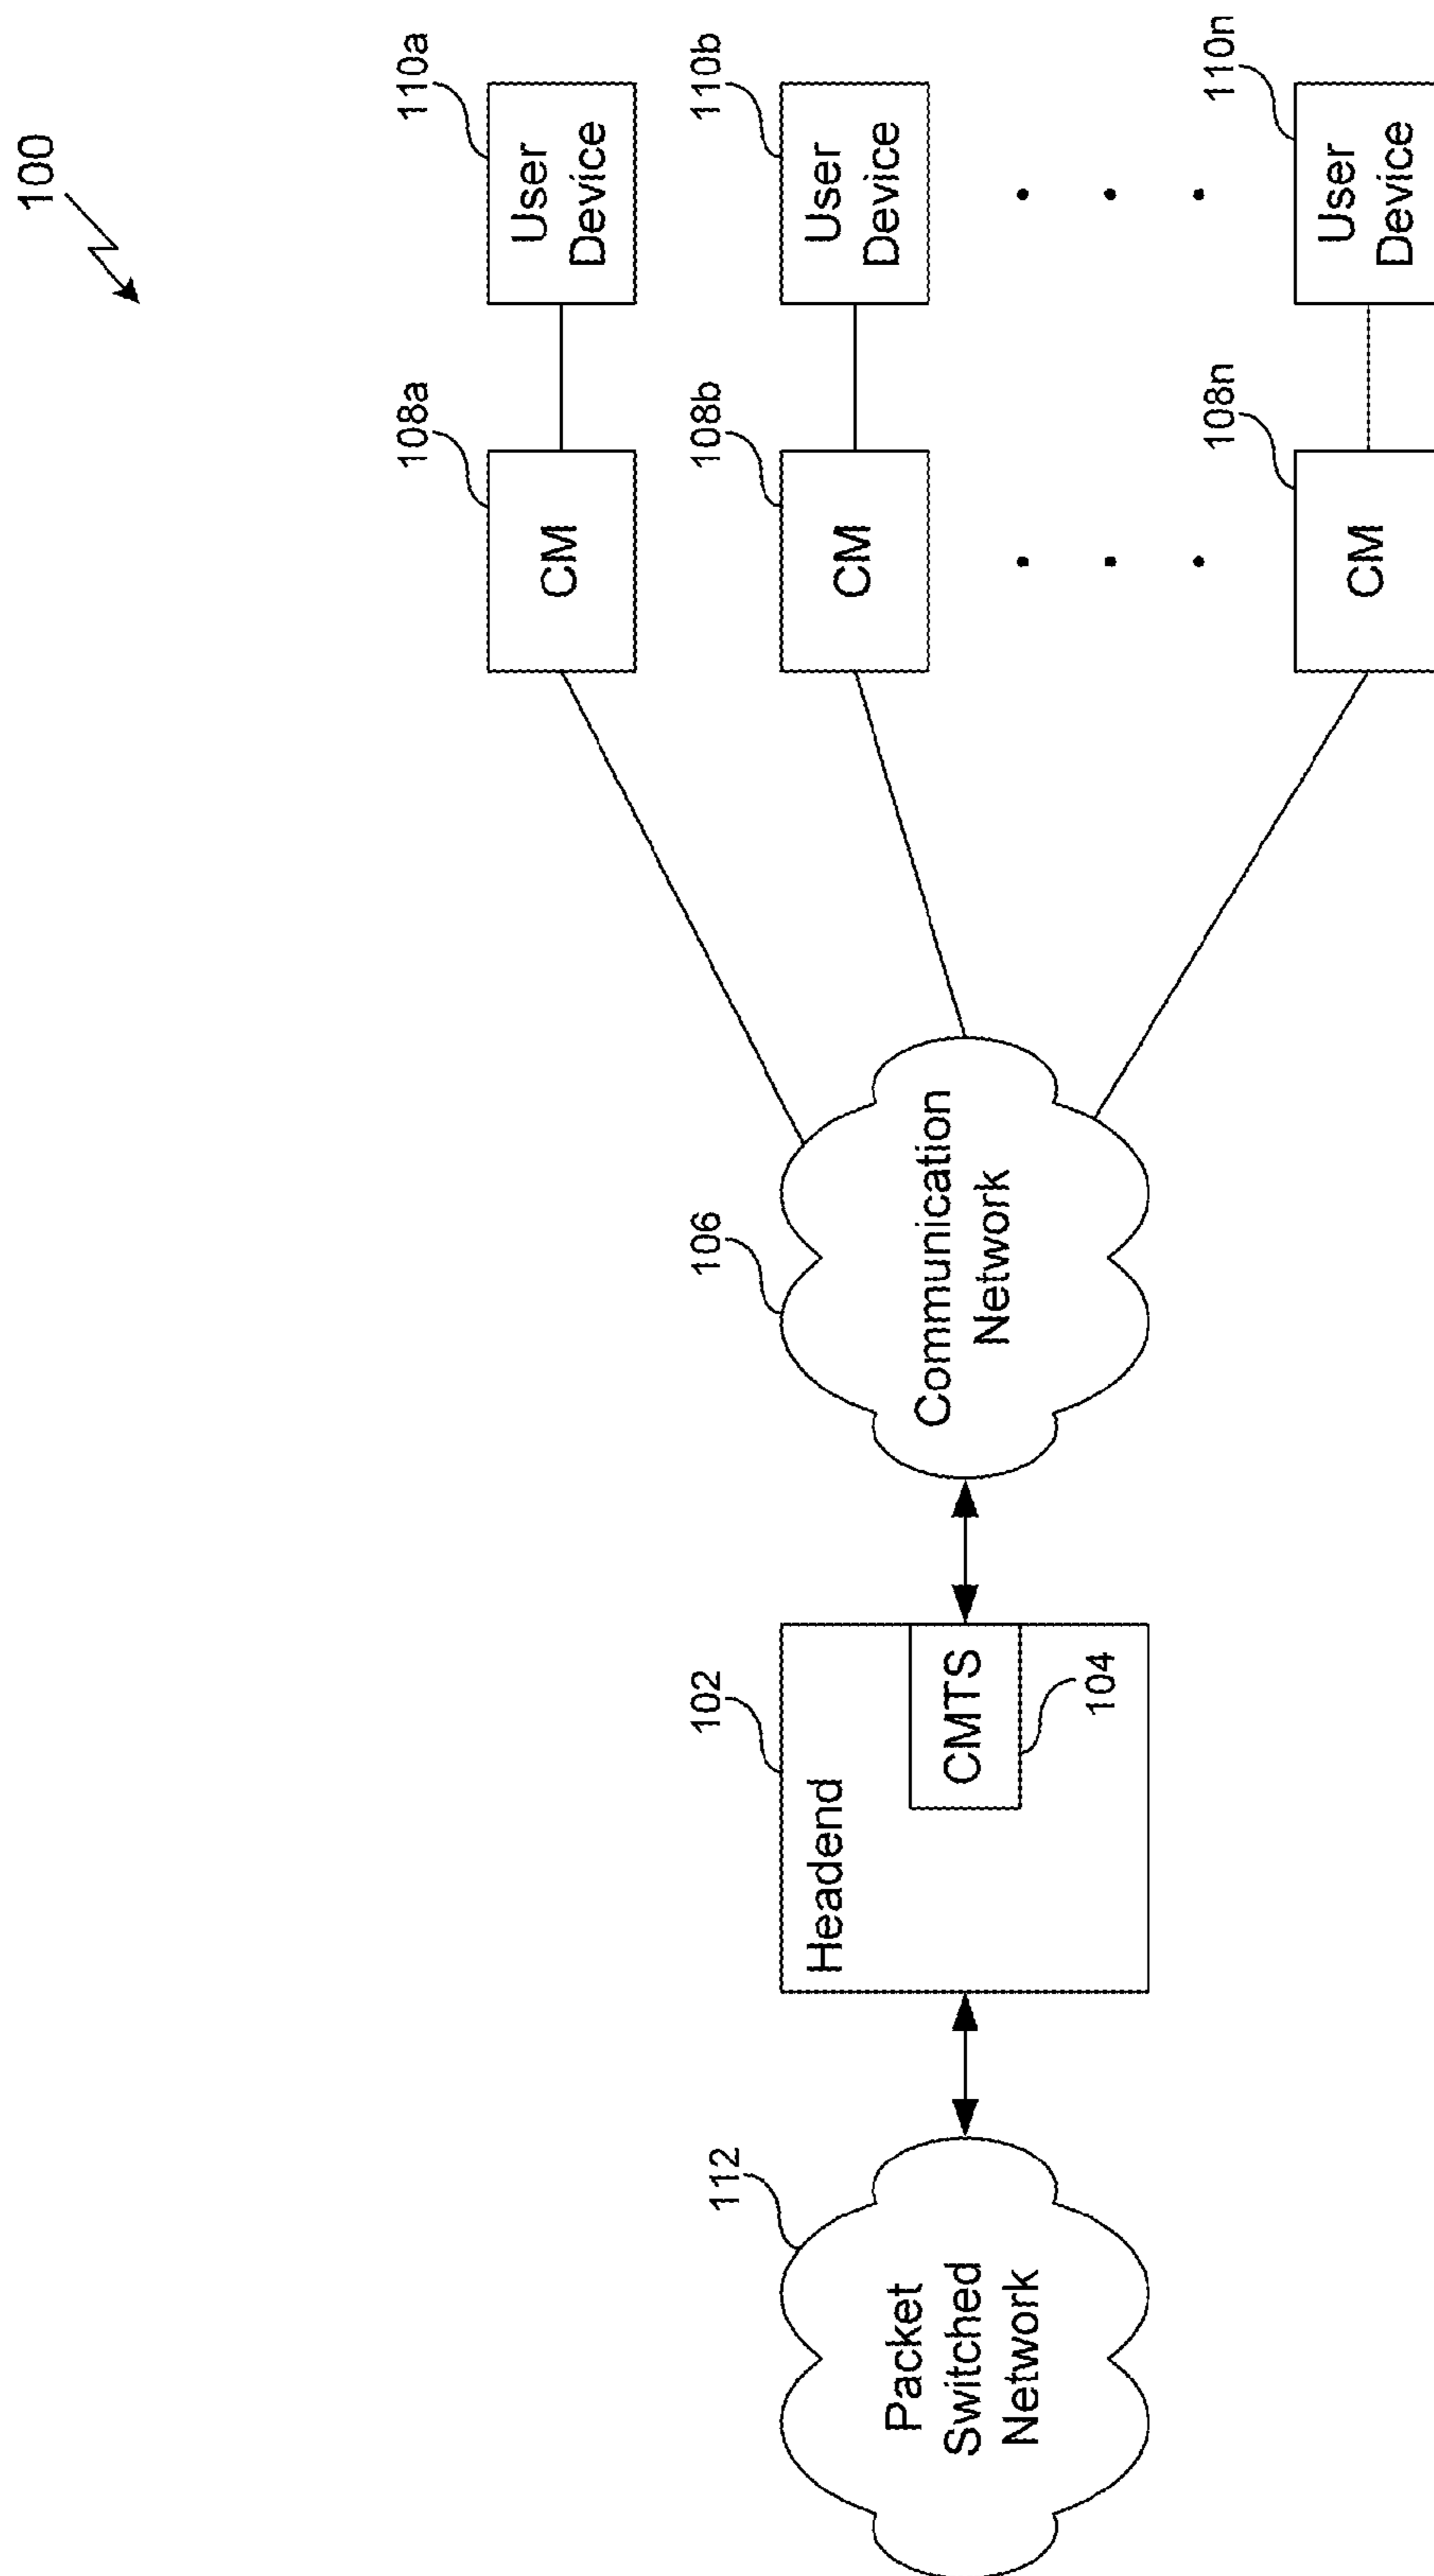 100
110a
User
Device
108a
CM
110b
User
Device
108b
CM
110n
User
Device
108n
CM
106
Communication
Network
102
Headend
CMTS
104
112
Packet
Switched
Network